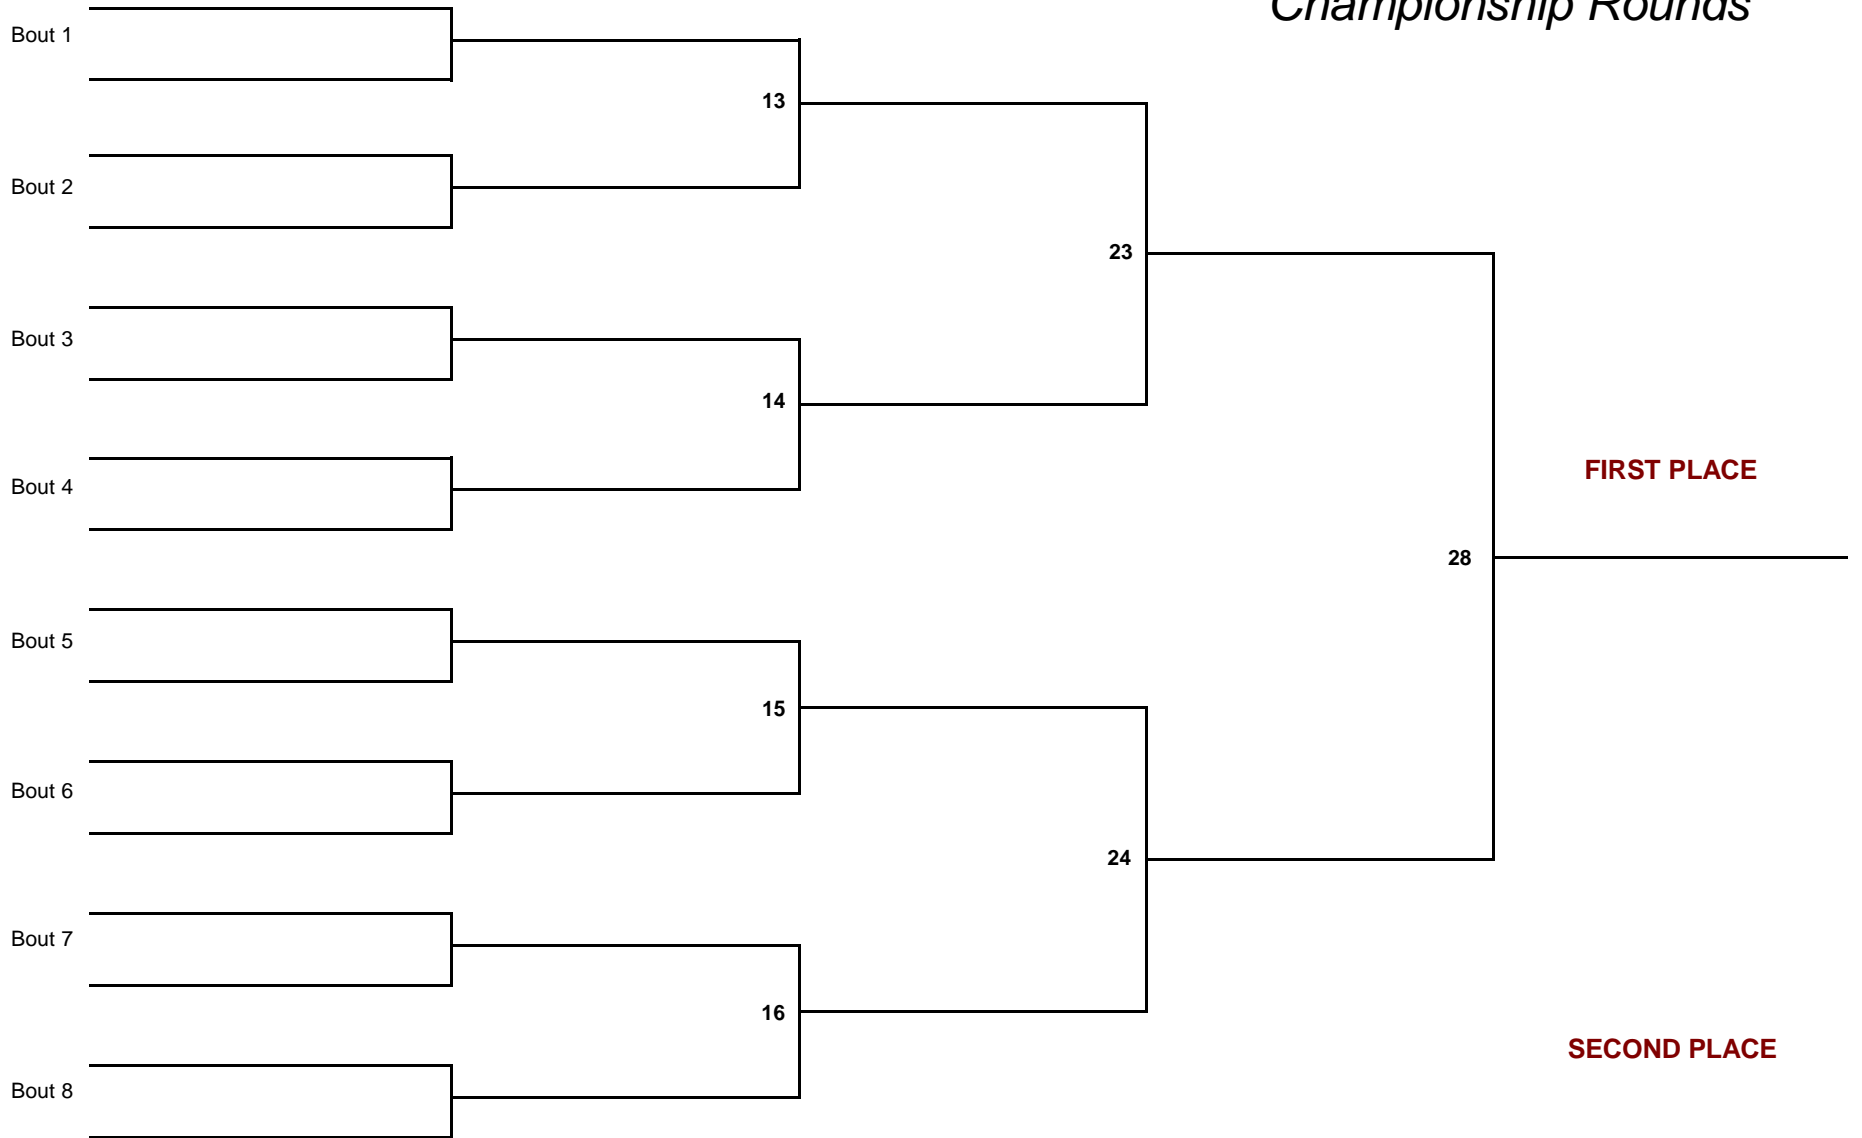 Championship Rounds
Bout 1
13
Bout 2
23
Bout 3
14
Bout 4
FIRST PLACE
28
Bout 5
15
Bout 6
24
Bout 7
16
SECOND PLACE
Bout 8